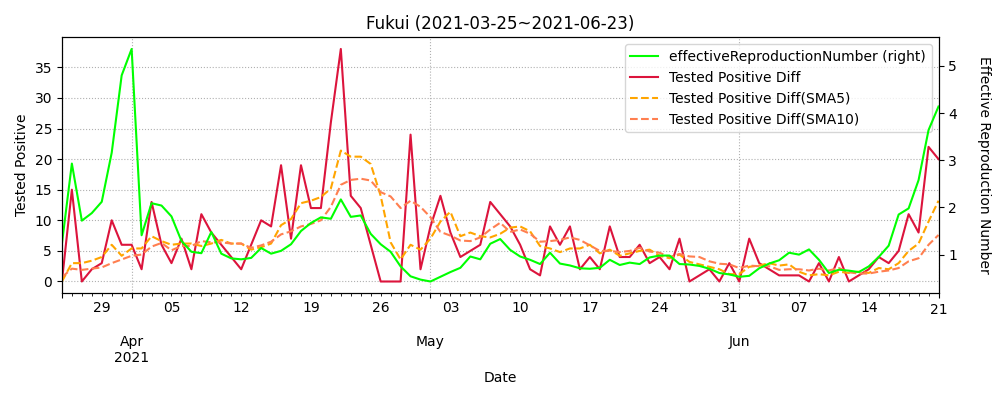 Fukui (2021-03-25~2021-06-23)
effectiveReproductionNumber (right)
Tested Positive Diff
Tested Positive Diff(SMA5)
Tested Positive Diff(SMA10)
Tested Positive
35
30
25
20
15
10
5
0
Effective Reproduction Number
5
4
3
2
1
29 05 12 19 26 03 10 17 24 31 07 14 21
Apr May Jun
2021
Date